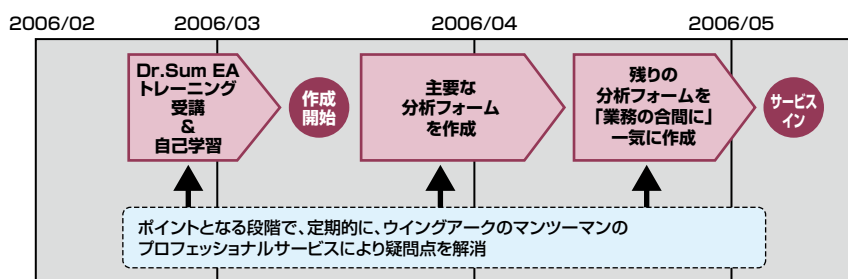 2006/02
2006/03
2006/04
2006/05
Dr.Sum EA
トレーニング
受講
&
自己学習
作成
開始
主要な
分析フォーム
を作成
残りの
分析フォームを
「業務の合間に」
一気に作成
サービス
イン
ポイントとなる段階で、定期的に、ウイングアークのマンツーマンの
プロフェッショナルサービスにより疑問点を解消